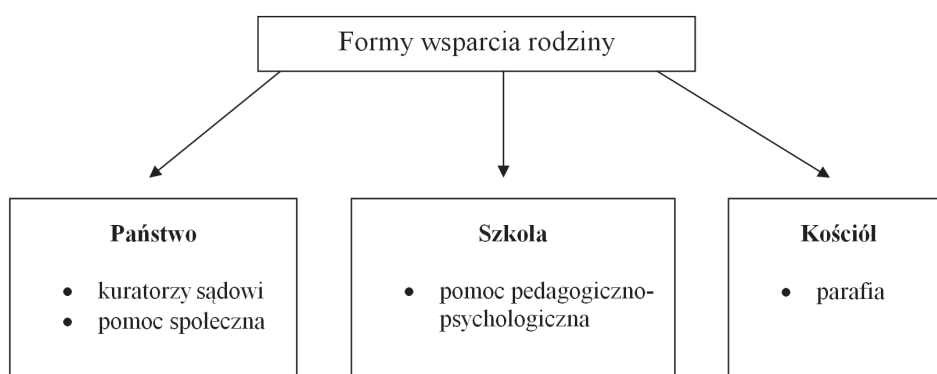 Formy wsparcia rodziny
Państwo
• kuratorzy sądowi
• pomoc społeczna
Szkoła
• pomoc pedagogiczno-
psychologiczna
Kościół
• parafia